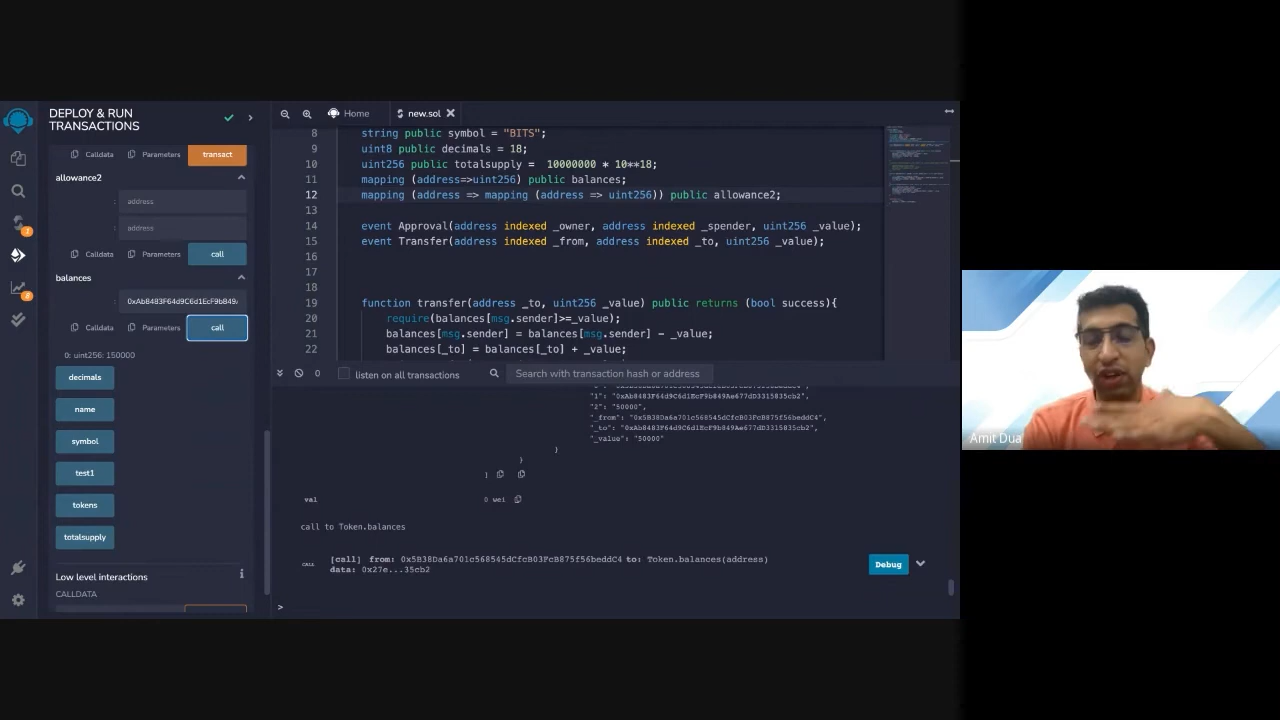 DEPLOY & RUN
TRANSACTIONS
Calldata Parameters transact
allowance2
: address
: address
Calldata Parameters call
balances
: 0xAb8483F64d9C6d1EcF9b849
Calldata Parameters call
0: uint256: 150000
decimals
name
symbol
test1
tokens
totalsupply
Low level interactions
i
CALLDATA
Home
new.sol
8 string public symbol = "BITS";
9 uint8 public decimals = 18;
10 uint256 public totalsupply = 10000000 * 10**18;
11 mapping (address=>uint256) public balances;
12 mapping (address => mapping (address => uint256)) public allowance2;
13
14 event Approval(address indexed _owner, address indexed _spender, uint256 _value);
15 event Transfer(address indexed _from, address indexed _to, uint256 _value);
16
17
18
19 function transfer(address _to, uint256 _value) public returns (bool success){
20 require(balances[msg.sender]>=_value);
21 balances[msg.sender] = balances[msg.sender] - _value;
22 balances[_to] = balances[_to] + _value;
0 listen on all transactions Search with transaction hash or address
"1": "0xAb8483F64d9C6d1EcF9b849Ae677dD3315835cb2",
"2": "50000",
"_from": "0x5B38Da6a701c568545dCfcB03FcB875f56beddC4",
"_to": "0xAb8483F64d9C6d1EcF9b849Ae677dD3315835cb2",
"_value": "50000"
}
}
]
val 0 wei
call to Token.balances
CALL [call] from: 0x5B38Da6a701c568545dCfcB03FcB875f56beddC4 to: Token.balances(address)
data: 0x27e...35cb2
Debug
>
Amit Dua